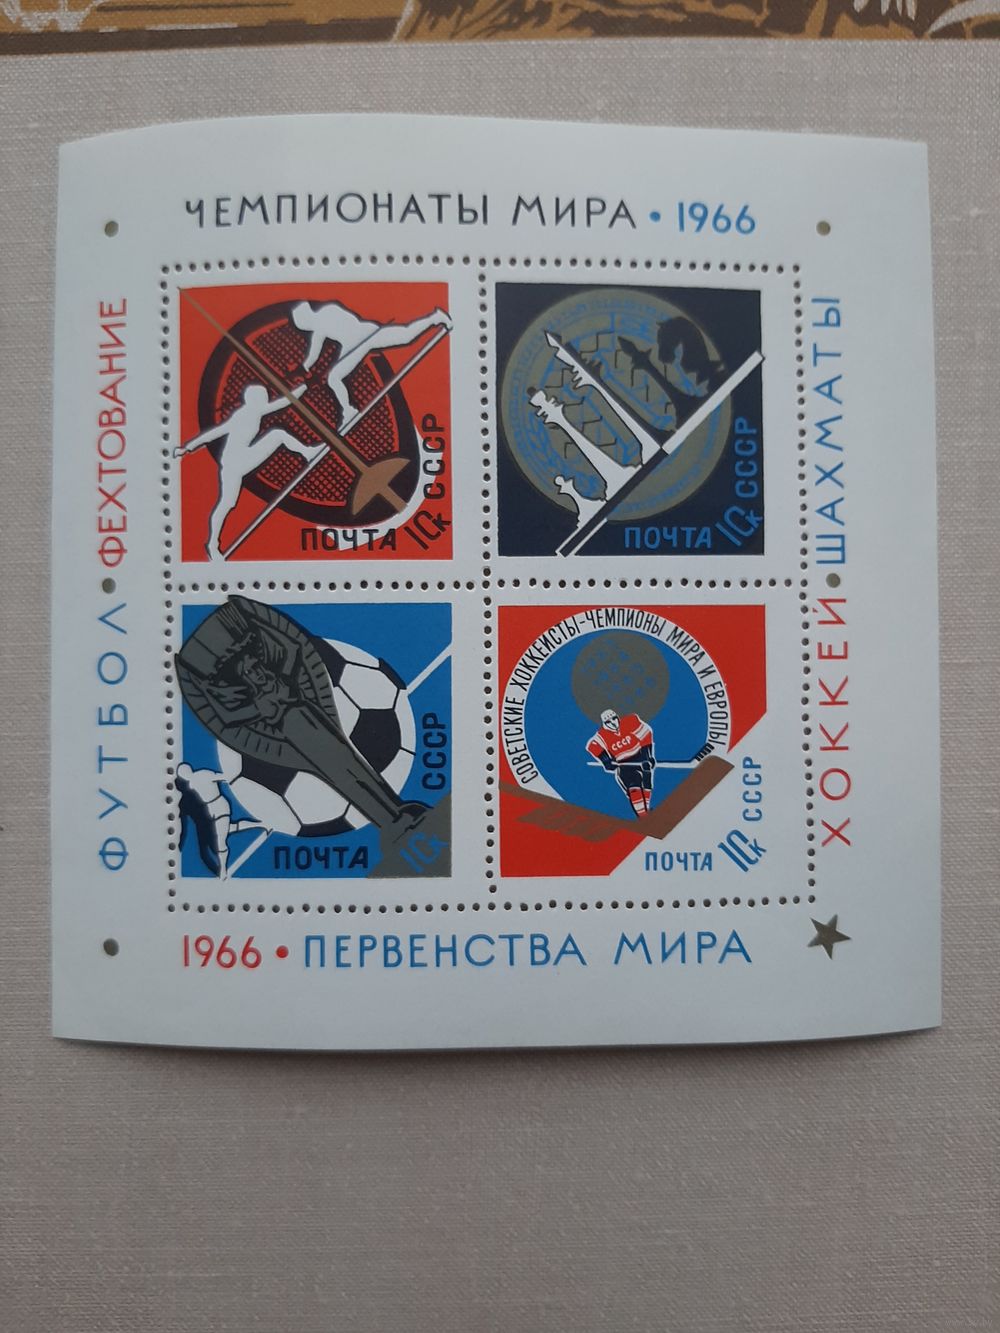 ЧЕМПИОНАТЫ МИРА • 1966
ФУТБОЛ • ФЕХТОВАНИЕ
ПОЧТА 10к СССР
ПОЧТА 10к СССР
ШАХМАТЫ
ХОККЕЙ
ПОЧТА 10к СССР
СОВЕТСКИЕ ХОККЕИСТЫ-ЧЕМПИОНЫ МИРА И ЕВРОПЫ
СССР
ПОЧТА 10к СССР
1966 • ПЕРВЕНСТВА МИРА